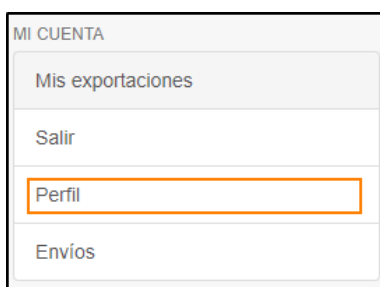 MI CUENTA
Mis exportaciones
Salir
Perfil
Envíos